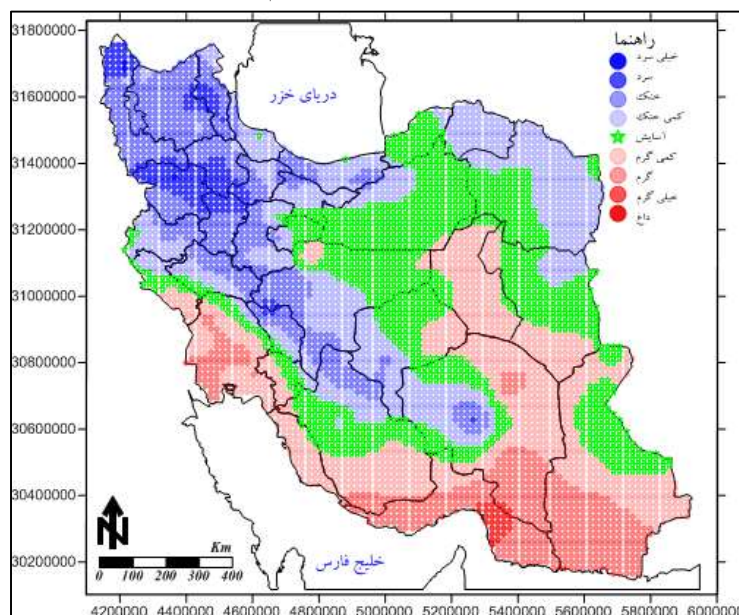 31800000
31600000
31400000
31200000
31000000
30800000
30600000
30400000
30200000
دریای خزر
راهنما
خیلی سرد
سرد
خنک
کمی خنک
آسایش
کمی گرم
گرم
خیلی گرم
داغ
N
Km
0 100 200 300 400
خلیج فارس
4200000 4400000 4600000 5000000 5200000 5400000 5600000 6000000